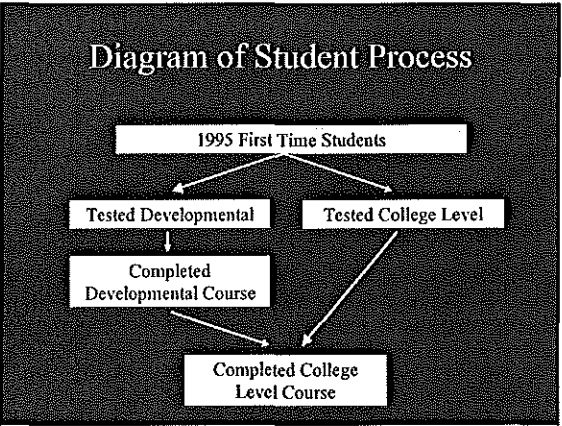 Diagram of Student Process
1995 First Time Students
Tested Developmental
Tested College Level
Completed
Developmental Course
Completed College
Level Course